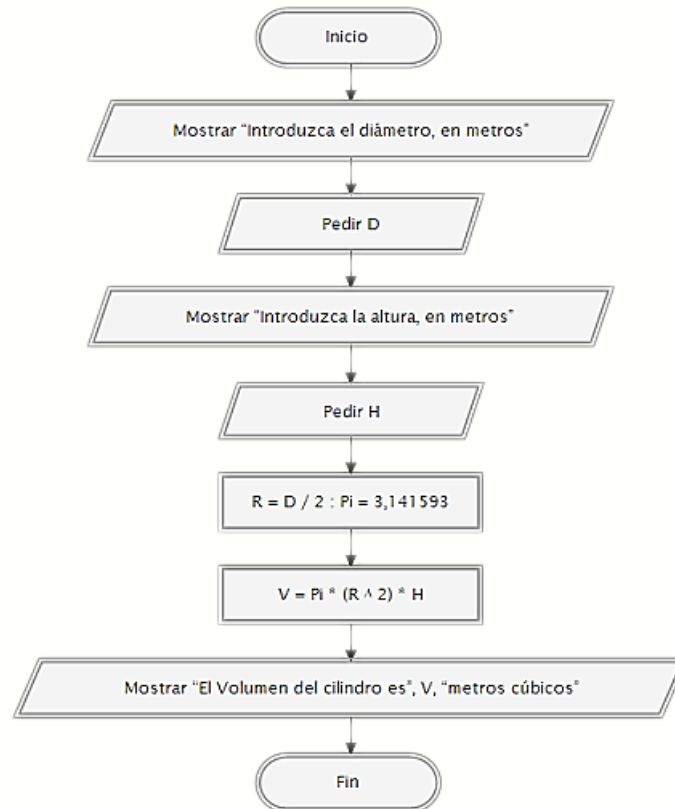 Inicio
Mostrar “Introduzca el diámetro, en metros”
Pedir D
Mostrar “Introduzca la altura, en metros”
Pedir H
R = D / 2 : Pi = 3,141593
V = Pi * (R ^ 2) * H
Mostrar “El Volumen del cilindro es”, V, “metros cúbicos”
Fin